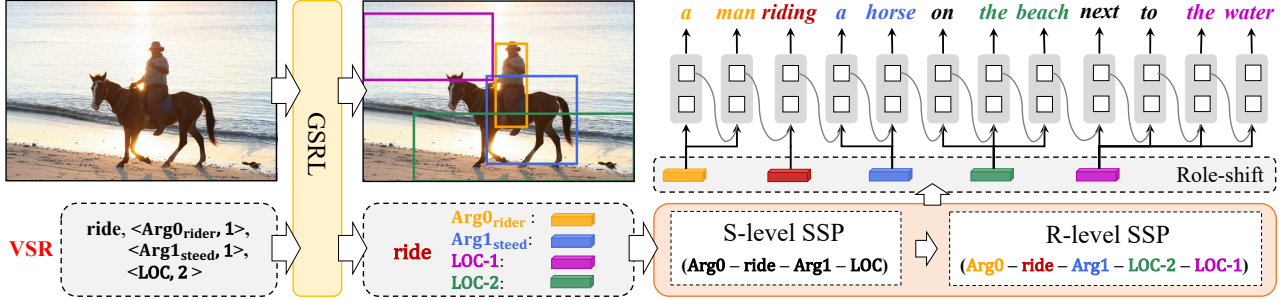 a man riding a horse on the beach next to the water
GSRL
Role-shift
VSR
ride, <Arg0rider, 1>,
<Arg1steed, 1>,
<LOC, 2 >
ride
Arg0rider :
Arg1steed:
LOC-1:
LOC-2:
S-level SSP
(Arg0 – ride – Arg1 – LOC)
R-level SSP
(Arg0 – ride – Arg1 – LOC-2 – LOC-1)